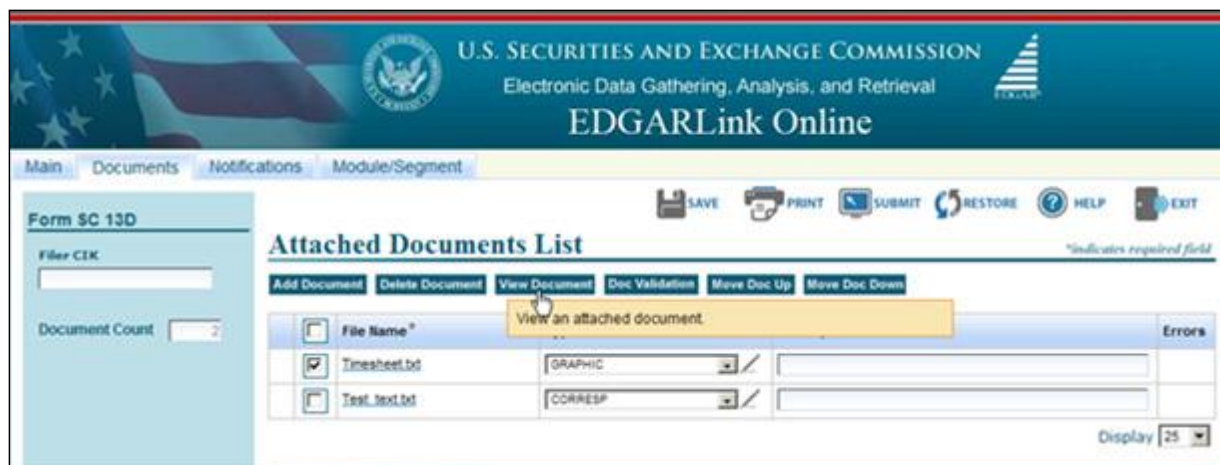 U.S. SECURITIES AND EXCHANGE COMMISSION
Electronic Data Gathering, Analysis, and Retrieval
EDGAR
EDGARLink Online
Main Documents Notifications Module/Segment
SAVE PRINT SUBMIT RESTORE HELP EXIT
Form SC 13D
Attached Documents List
*indicates required field
Filer CIK
Add Document Delete Document View Document Doc Validation Move Doc Up Move Doc Down
View an attached document.
Document Count 2
File Name* Errors
Timesheet.txt GRAPHIC
Test_text.txt CORRESP
Display 25